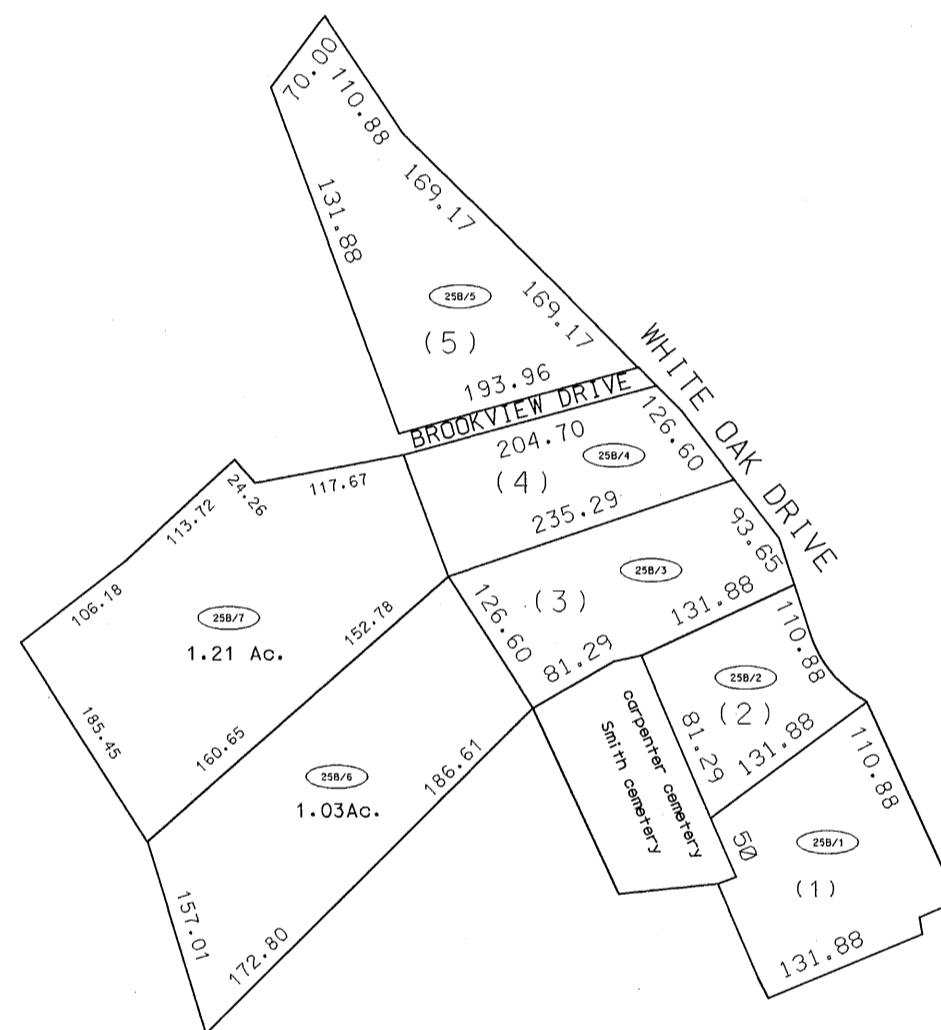 70.00
110.88
169.17
131.88
169.17
25B/5
(5)
193.96
WHITE OAK DRIVE
BROOKVIEW DRIVE
126.60
204.70
25B/4
(4)
235.29
117.67
24.26
113.72
93.65
25B/3
(3)
131.88
126.60
81.29
106.18
25B/7
1.21 Ac.
152.78
185.45
160.65
110.88
25B/2
(2)
81.29
131.88
carpenter cemetery
Smith cemetery
186.61
25B/6
1.03Ac.
157.01
172.80
110.88
50
25B/1
(1)
131.88